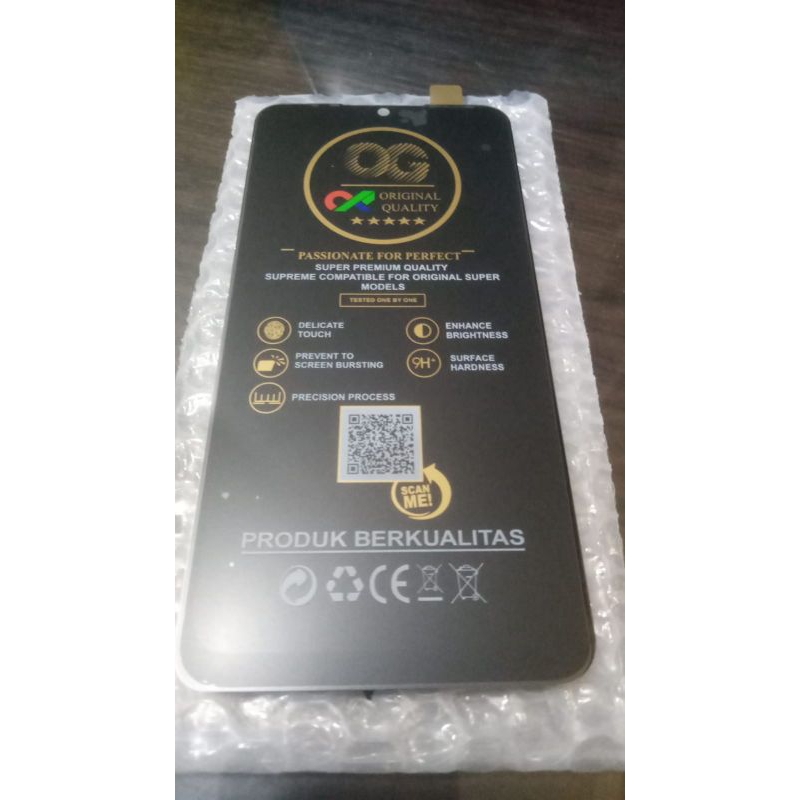 OG
ORIGINAL
QUALITY
PASSIONATE FOR PERFECT
SUPER PREMIUM QUALITY
SUPREME COMPATIBLE FOR ORIGINAL SUPER
MODELS
TESTED ONE BY ONE
DELICATE
TOUCH
ENHANCE
BRIGHTNESS
PREVENT TO
SCREEN BURSTING
9H+
SURFACE
HARDNESS
PRECISION PROCESS
SCAN
ME!
PRODUK BERKUALITAS
CE